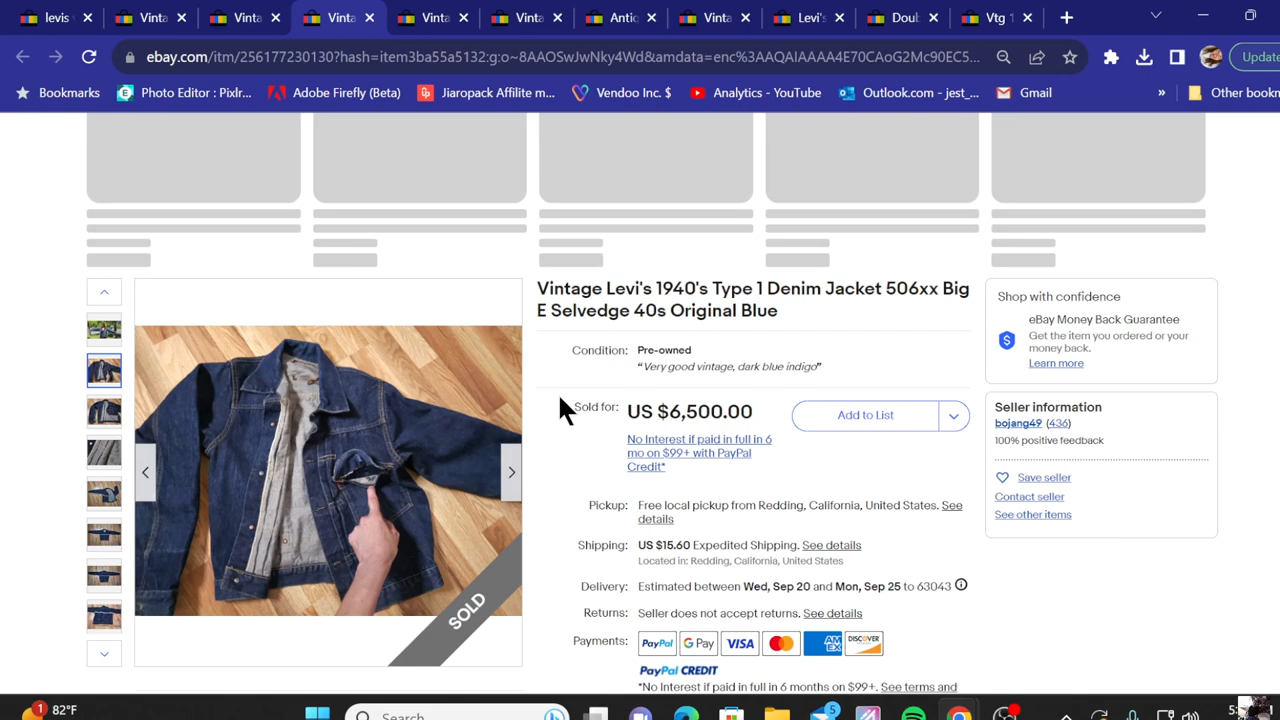 levis
Vinta
Vinta
Vinta
Vinta
Vinta
Antiq
Vinta
Levi's
Doub
Vtg
ebay.com/itm/256177230130?hash=item3ba55a5132:g:o~8AAOSwwNky4Wd&amdata=enc%3AAQAIAAAA4E70CAoG2Mc90EC5...
Update
Bookmarks
Photo Editor : Pixlr...
Adobe Firefly (Beta)
Jiaropack Affilite m...
Vendoo Inc. $
Analytics - YouTube
Outlook.com - jest_...
Gmail
»
Other bookm
Vintage Levi's 1940's Type 1 Denim Jacket 506xx Big
E Selvedge 40s Original Blue
Condition: Pre-owned
“Very good vintage, dark blue indigo”
Sold for: US $6,500.00
Add to List
No Interest if paid in full in 6
mo on $99+ with PayPal
Credit*
Pickup: Free local pickup from Redding, California, United States. See
details
Shipping: US $15.60 Expedited Shipping. See details
Located in: Redding, California, United States
Delivery: Estimated between Wed, Sep 20 and Mon, Sep 25 to 63043
Returns: Seller does not accept returns. See details
Payments: PayPal G Pay VISA MasterCard AM EX DISCOVER
PayPal CREDIT
*No Interest if paid in full in 6 months on $99+. See terms and
SOLD
Shop with confidence
eBay Money Back Guarantee
Get the item you ordered or your
money back.
Learn more
Seller information
bojang49 (436)
100% positive feedback
Save seller
Contact seller
See other items
1
82°F
Search
5